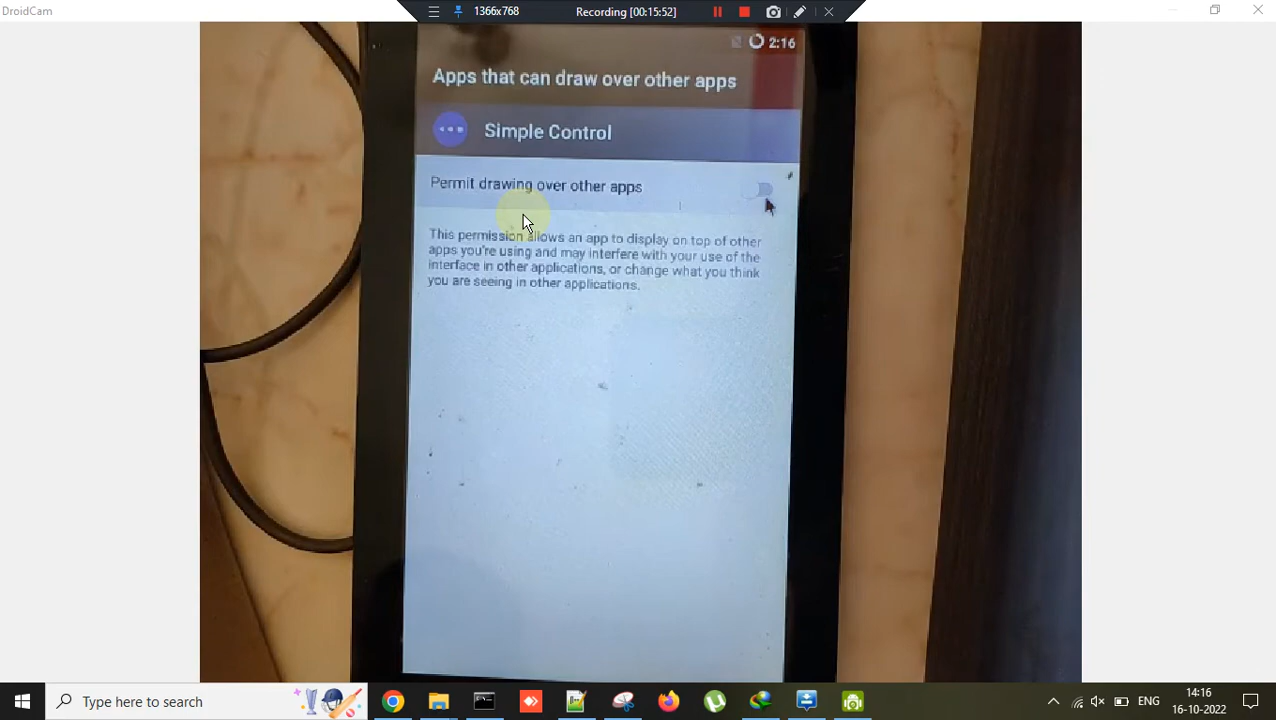 DroidCam
1366x768
Recording [00:15:52]
2:16
Apps that can draw over other apps
Simple Control
Permit drawing over other apps
This permission allows an app to display on top of other
apps you're using and may interfere with your use of the
interface in other applications, or change what you think
you are seeing in other applications.
Type here to search
ENG
14:16
16-10-2022